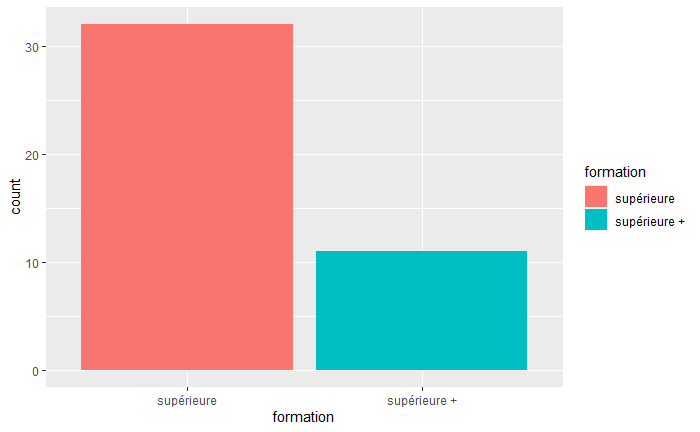 30
20
10
0
count
supérieure
supérieure +
formation
formation
supérieure
supérieure +